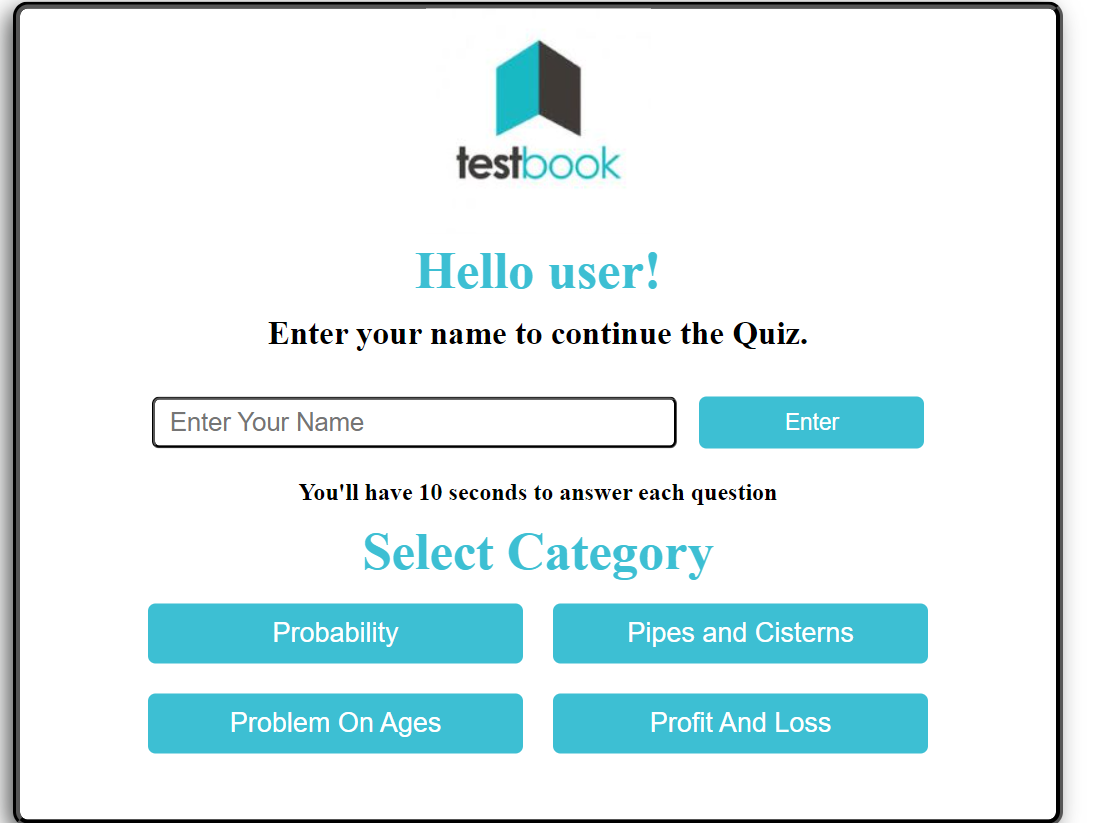 testbook
Hello user!
Enter your name to continue the Quiz.
Enter Your Name
Enter
You'll have 10 seconds to answer each question
Select Category
Probability
Pipes and Cisterns
Problem On Ages
Profit And Loss